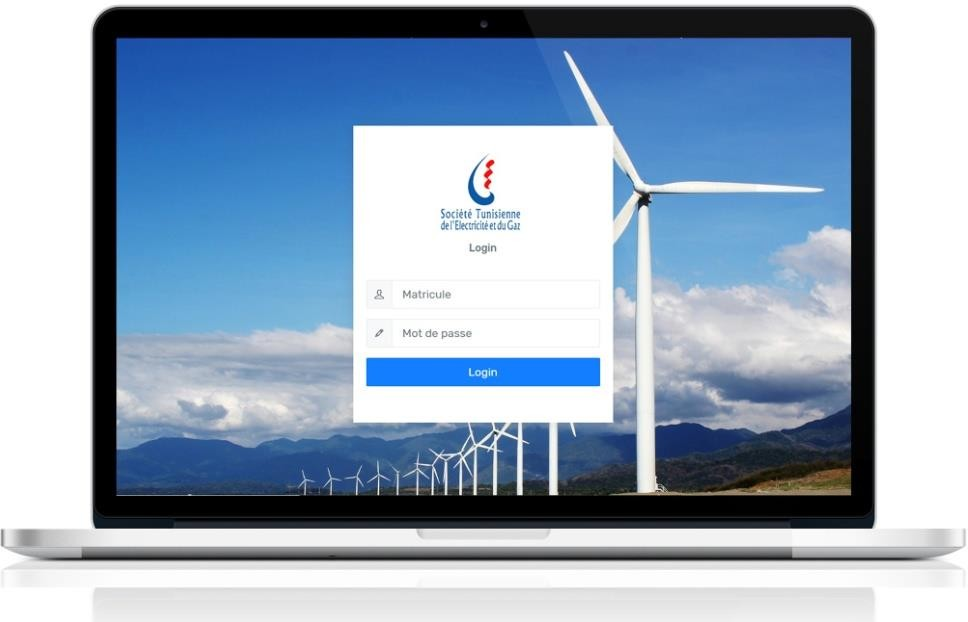 Société Tunisienne
de l'Electricité et du Gaz
Login
Matricule
Mot de passe
Login